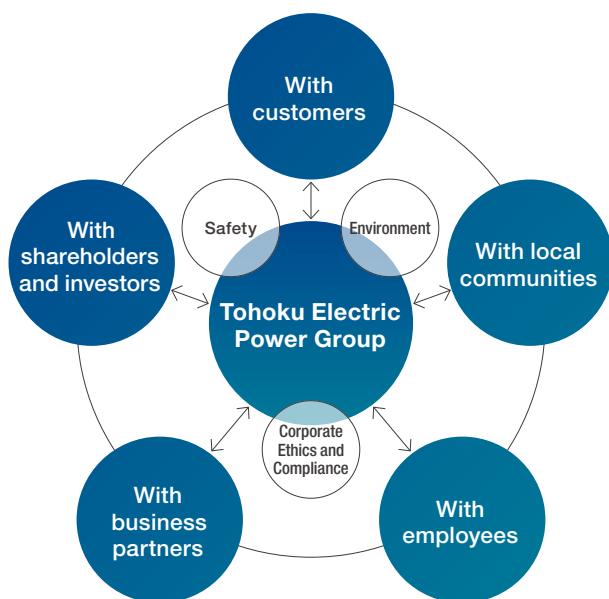 With
customers
Safety
Environment
With
shareholders
and investors
With local
communities
Tohoku Electric
Power Group
Corporate
Ethics and
Compliance
With
business
partners
With
employees